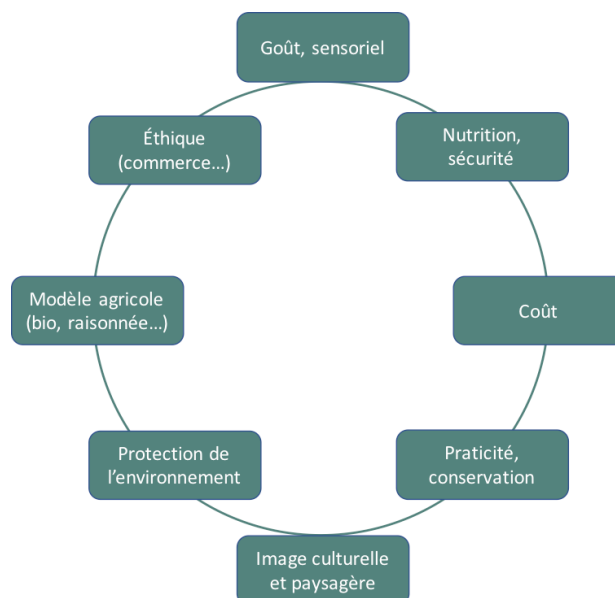 Goût, sensoriel
Nutrition,
sécurité
Coût
Praticité,
conservation
Image culturelle
et paysagère
Protection de
l’environnement
Modèle agricole
(bio, raisonnée…)
Éthique
(commerce…)